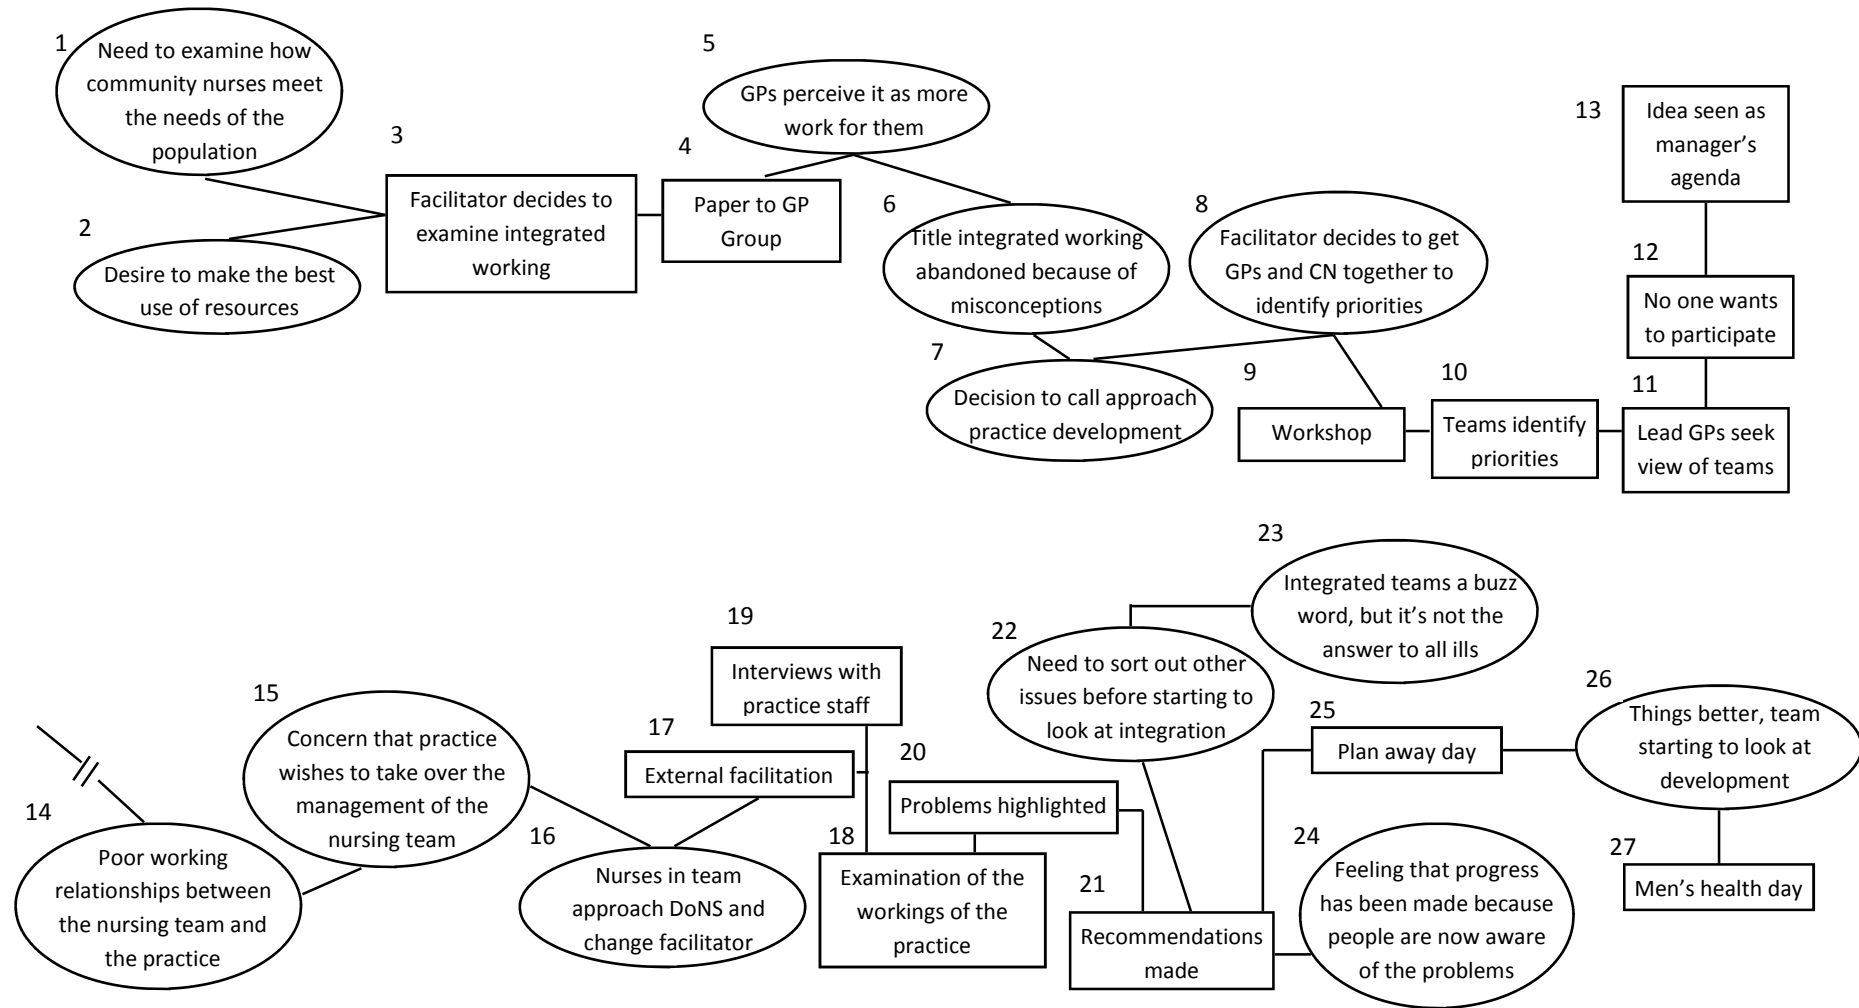 1
Need to examine how
community nurses meet
the needs of the
population
2
Desire to make the best
use of resources
3
Facilitator decides to
examine integrated
working
4
Paper to GP
Group
5
GPs perceive it as more
work for them
6
Title integrated working
abandoned because of
misconceptions
7
Decision to call approach
practice development
8
Facilitator decides to get
GPs and CN together to
identify priorities
9
Workshop
10
Teams identify
priorities
11
Lead GPs seek
view of teams
12
No one wants
to participate
13
Idea seen as
manager’s
agenda
14
Poor working
relationships between
the nursing team and
the practice
15
Concern that practice
wishes to take over the
management of the
nursing team
16
Nurses in team
approach DoNS and
change facilitator
17
External facilitation
18
Examination of the
workings of the
practice
19
Interviews with
practice staff
20
Problems highlighted
21
Recommendations
made
22
Need to sort out other
issues before starting to
look at integration
23
Integrated teams a buzz
word, but it’s not the
answer to all ills
24
Feeling that progress
has been made because
people are now aware
of the problems
25
Plan away day
26
Things better, team
starting to look at
development
27
Men’s health day